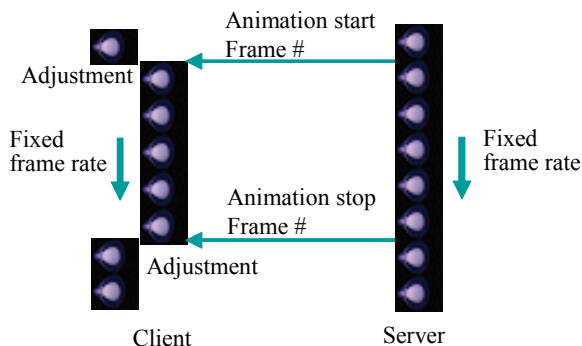 Animation start
Frame #
Adjustment
Fixed
frame rate
Fixed
frame rate
Animation stop
Frame #
Adjustment
Client
Server